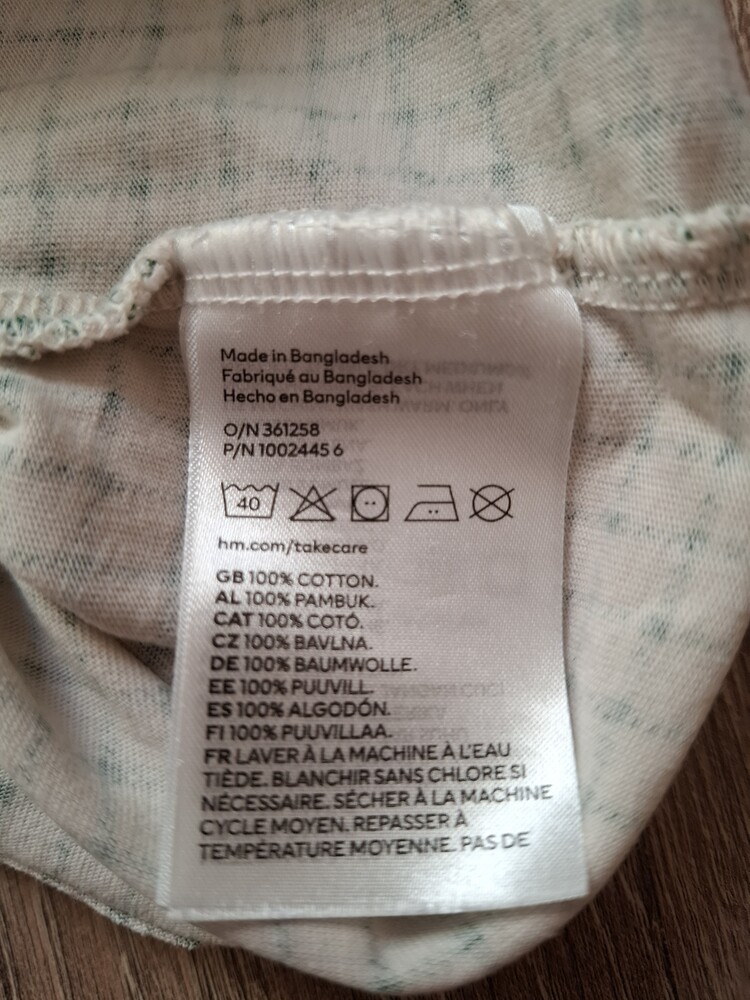 Made in Bangladesh
Fabriqué au Bangladesh
Hecho en Bangladesh
O/N 361258
P/N 1002445 6
40
hm.com/takecare
GB 100% COTTON.
AL 100% PAMBUK.
CAT 100% COTÓ.
CZ 100% BAVLNA.
DE 100% BAUMWOLLE.
EE 100% PUUVILL.
ES 100% ALGODÓN.
FI 100% PUUVILLAA.
FR LAVER À LA MACHINE À L'EAU
TIÈDE. BLANCHIR SANS CHLORE SI
NÉCESSAIRE. SÉCHER À LA MACHINE
CYCLE MOYEN. REPASSER À
TEMPÉRATURE MOYENNE. PAS DE